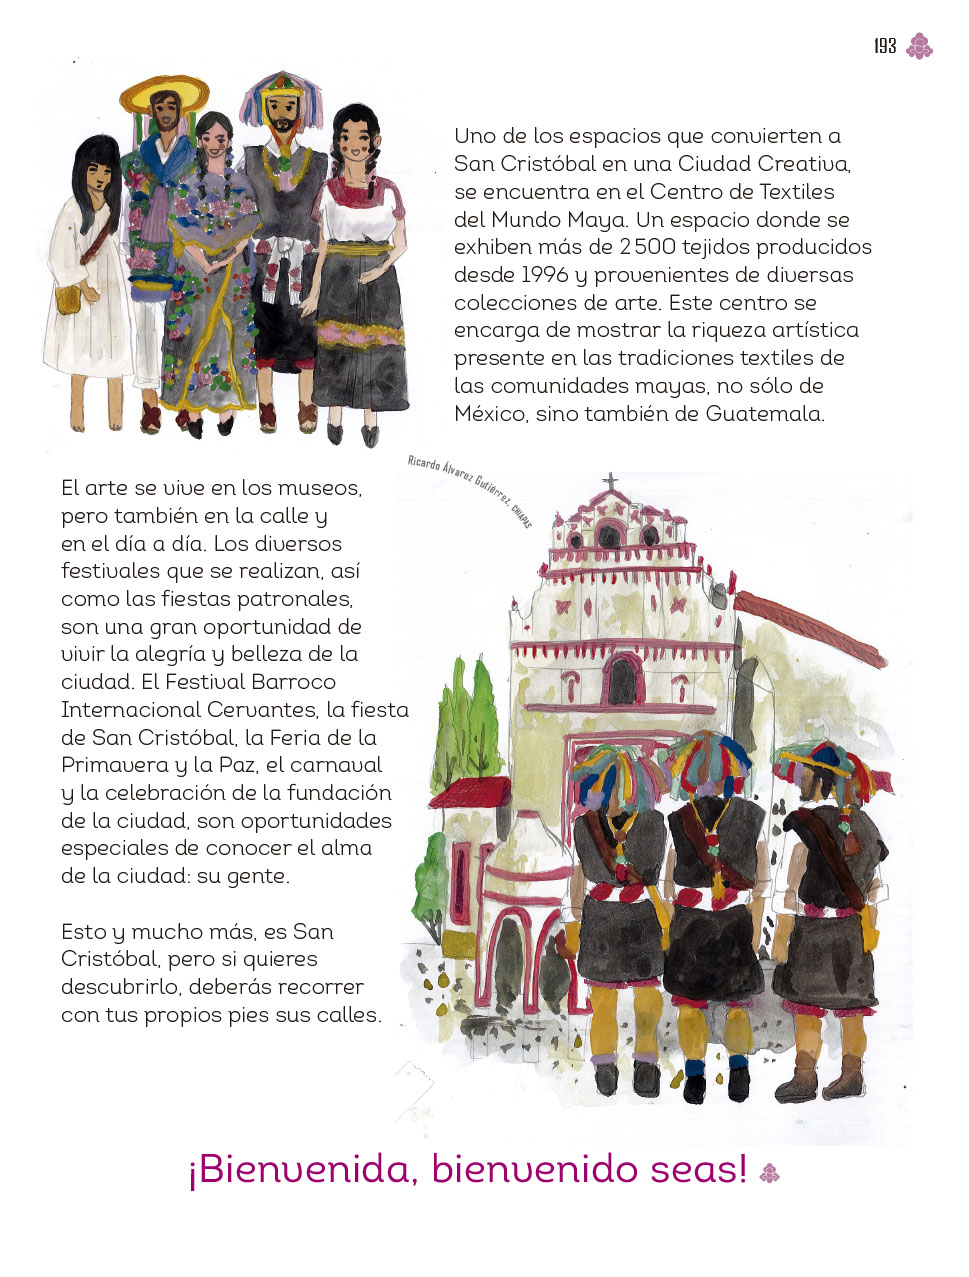 193
Uno de los espacios que convierten a
San Cristóbal en una Ciudad Creativa,
se encuentra en el Centro de Textiles
del Mundo Maya. Un espacio donde se
exhiben más de 2 500 tejidos producidos
desde 1996 y provenientes de diversas
colecciones de arte. Este centro se
encarga de mostrar la riqueza artística
presente en las tradiciones textiles de
las comunidades mayas, no sólo de
México, sino también de Guatemala.
Ricardo Álvarez Gutiérrez, CHIAPAS
El arte se vive en los museos,
pero también en la calle y
en el día a día. Los diversos
festivales que se realizan, así
como las fiestas patronales,
son una gran oportunidad de
vivir la alegría y belleza de la
ciudad. El Festival Barroco
Internacional Cervantes, la fiesta
de San Cristóbal, la Feria de la
Primavera y la Paz, el carnaval
y la celebración de la fundación
de la ciudad, son oportunidades
especiales de conocer el alma
de la ciudad: su gente.
Esto y mucho más, es San
Cristóbal, pero si quieres
descubrirlo, deberás recorrer
con tus propios pies sus calles.
¡Bienvenida, bienvenido seas!